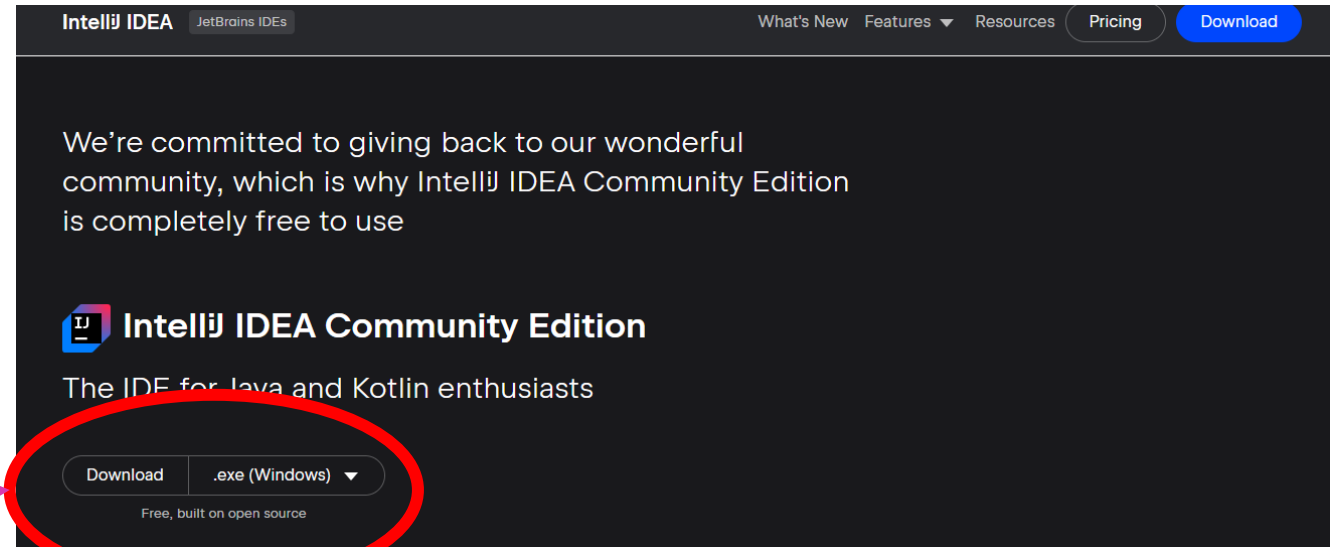 IntelliJ IDEA JetBrains IDEs What's New Features Resources Pricing Download
We're committed to giving back to our wonderful
community, which is why IntelliJ IDEA Community Edition
is completely free to use
IJ IntelliJ IDEA Community Edition
The IDE for Java and Kotlin enthusiasts
Download .exe (Windows)
Free, built on open source